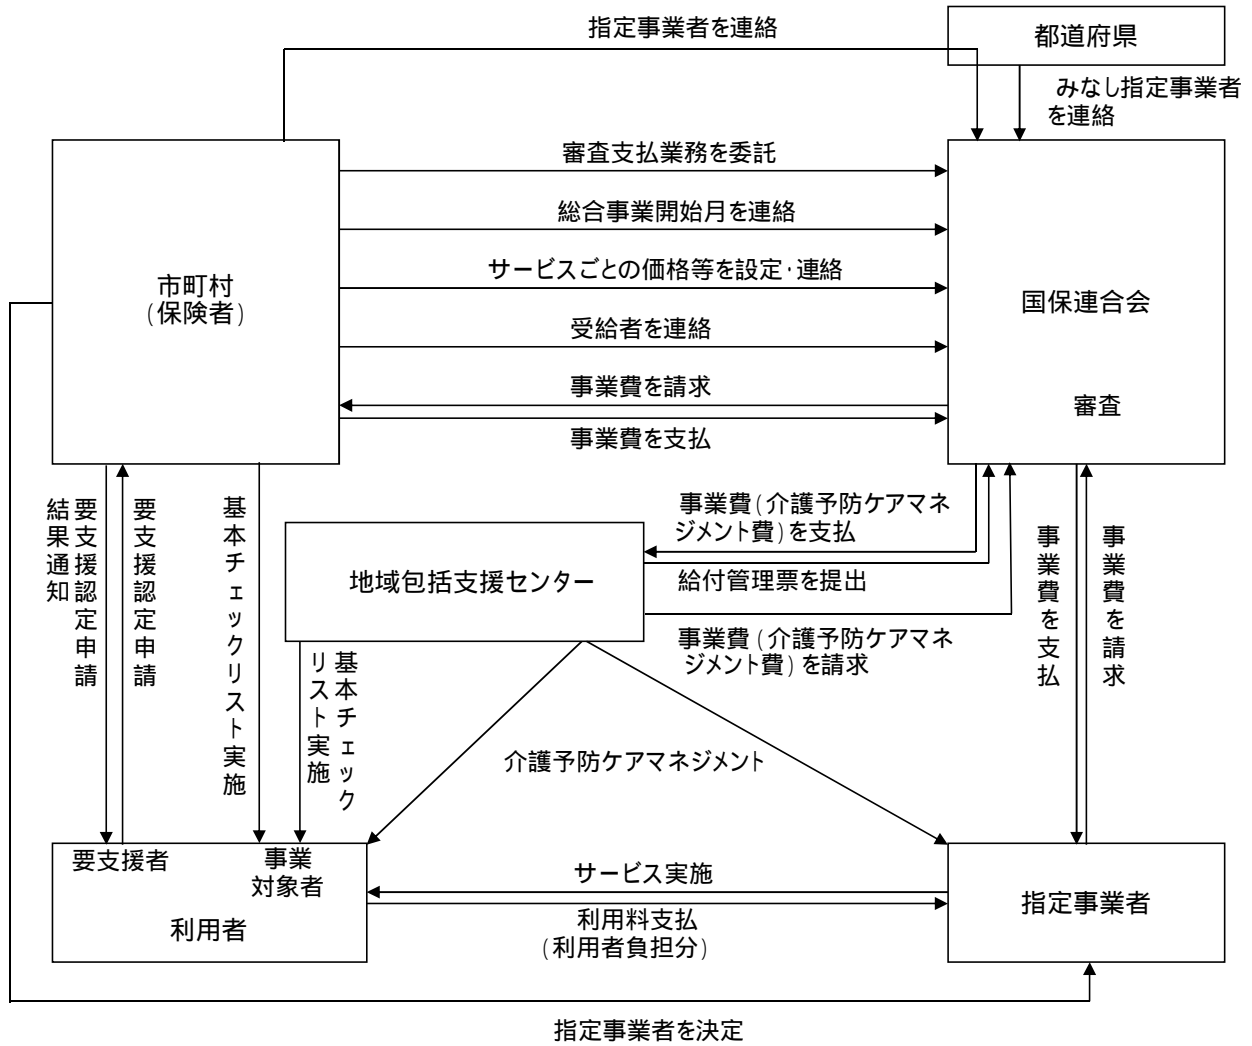 指定事業者を連絡
都道府県
みなし指定事業者
を連絡
審査支払業務を委託
総合事業開始月を連絡
サービスごとの価格等を設定・連絡
受給者を連絡
事業費を請求
事業費を支払
市町村
(保険者)
国保連合会
審査
要支援認定申請
結果通知
要支援認定申請
基本チェックリスト実施
地域包括支援センター
事業費(介護予防ケアマネ
ジメント費)を支払
給付管理票を提出
事業費(介護予防ケアマネ
ジメント費)を請求
事業費を支払
事業費を請求
基本チェック
リスト実施
介護予防ケアマネジメント
要支援者
事業
対象者
利用者
サービス実施
利用料支払
(利用者負担分)
指定事業者
指定事業者を決定